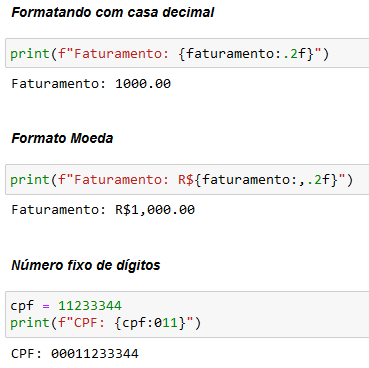 Formatando com casa decimal
print(f"Faturamento: {faturamento:.2f}")
Faturamento: 1000.00
Formato Moeda
print(f"Faturamento: R${faturamento:,.2f}")
Faturamento: R$1,000.00
Número fixo de dígitos
cpf = 11233344
print(f"CPF: {cpf:011}")
CPF: 00011233344